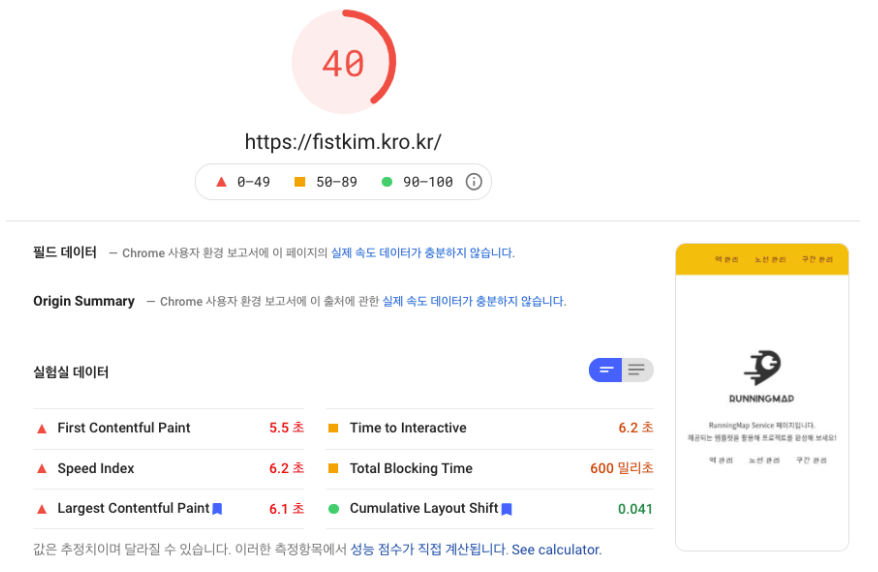 40
https://fistkim.kro.kr/
0–49 50–89 90–100
필드 데이터 — Chrome 사용자 환경 보고서에 이 페이지의 실제 속도 데이터가 충분하지 않습니다.
Origin Summary — Chrome 사용자 환경 보고서에 이 출처에 관한 실제 속도 데이터가 충분하지 않습니다.
실험실 데이터
First Contentful Paint 5.5 초
Time to Interactive 6.2 초
Speed Index 6.2 초
Total Blocking Time 600 밀리초
Largest Contentful Paint 6.1 초
Cumulative Layout Shift 0.041
값은 추정치이며 달라질 수 있습니다. 이러한 측정항목에서 성능 점수가 직접 계산됩니다. See calculator.
역 관리 노선 관리 구간 관리
RUNNINGMAP
RunningMap Service 페이지입니다.
제공되는 템플릿을 활용해 프로젝트를 완성해 보세요!
역 관리 노선 관리 구간 관리